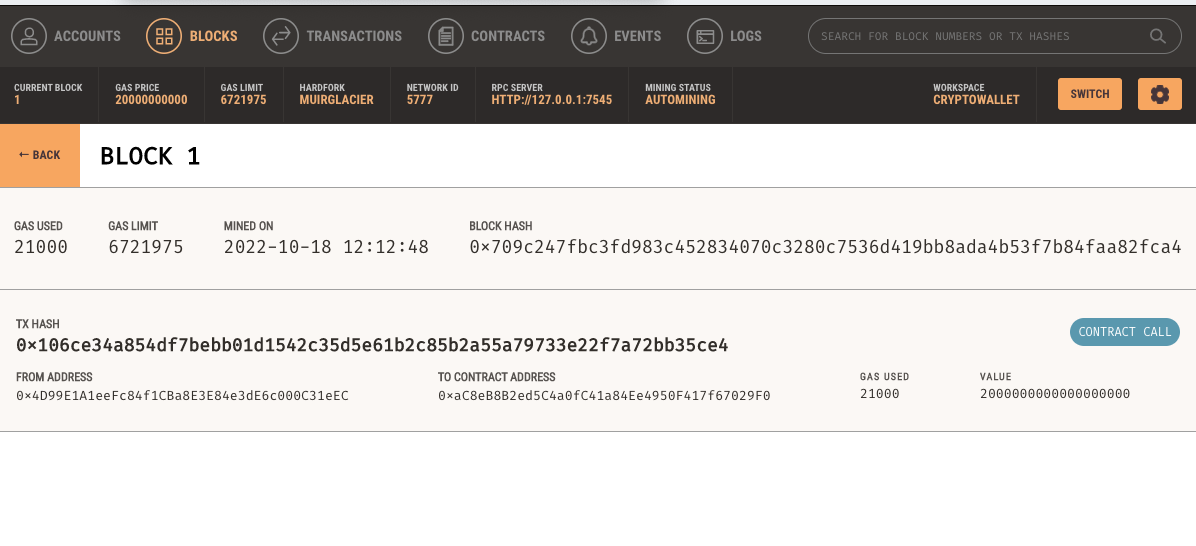 ACCOUNTS BLOCKS TRANSACTIONS CONTRACTS EVENTS LOGS SEARCH FOR BLOCK NUMBERS OR TX HASHES
CURRENT BLOCK GAS PRICE GAS LIMIT HARDFORK NETWORK ID RPC SERVER MINING STATUS WORKSPACE
1 20000000000 6721975 MUIRGLACIER 5777 HTTP://127.0.0.1:7545 AUTOMINING CRYPTOWALLET SWITCH
← BACK BLOCK 1
GAS USED GAS LIMIT MINED ON BLOCK HASH
21000 6721975 2022-10-18 12:12:48 0×709c247fbc3fd983c452834070c3280c7536d419bb8ada4b53f7b84faa82fca4
TX HASH
0×106ce34a854df7bebb01d1542c35d5e61b2c85b2a55a79733e22f7a72bb35ce4 CONTRACT CALL
FROM ADDRESS TO CONTRACT ADDRESS GAS USED VALUE
0×4D99E1A1eeFc84f1CBa8E3E84e3dE6c000C31eEC 0×aC8eB8B2ed5C4a0fC41a84Ee4950F417f67029F0 21000 2000000000000000000